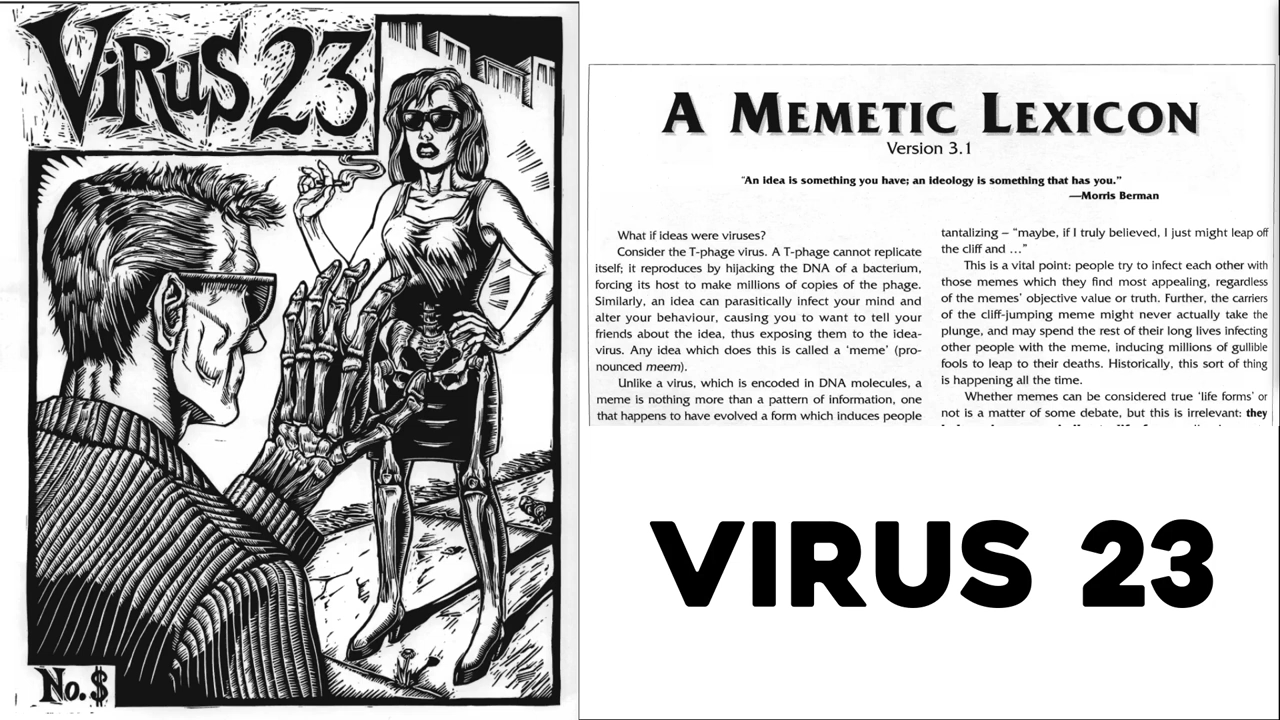 ViRuS 23
No. $
A MEMETIC LEXICON
Version 3.1
"An idea is something you have; an ideology is something that has you."
—Morris Berman
What if ideas were viruses?
Consider the T-phage virus. A T-phage cannot replicate
itself; it reproduces by hijacking the DNA of a bacterium,
forcing its host to make millions of copies of the phage.
Similarly, an idea can parasitically infect your mind and
alter your behaviour, causing you to want to tell your
friends about the idea, thus exposing them to the idea-
virus. Any idea which does this is called a 'meme' (pro-
nounced meem).
Unlike a virus, which is encoded in DNA molecules, a
meme is nothing more than a pattern of information, one
that happens to have evolved a form which induces people
tantalizing – "maybe, if I truly believed, I just might leap off
the cliff and …"
This is a vital point: people try to infect each other with
those memes which they find most appealing, regardless
of the memes' objective value or truth. Further, the carriers
of the cliff-jumping meme might never actually take the
plunge, and may spend the rest of their long lives infecting
other people with the meme, inducing millions of gullible
fools to leap to their deaths. Historically, this sort of thing
is happening all the time.
Whether memes can be considered true 'life forms' or
not is a matter of some debate, but this is irrelevant: they
VIRUS 23